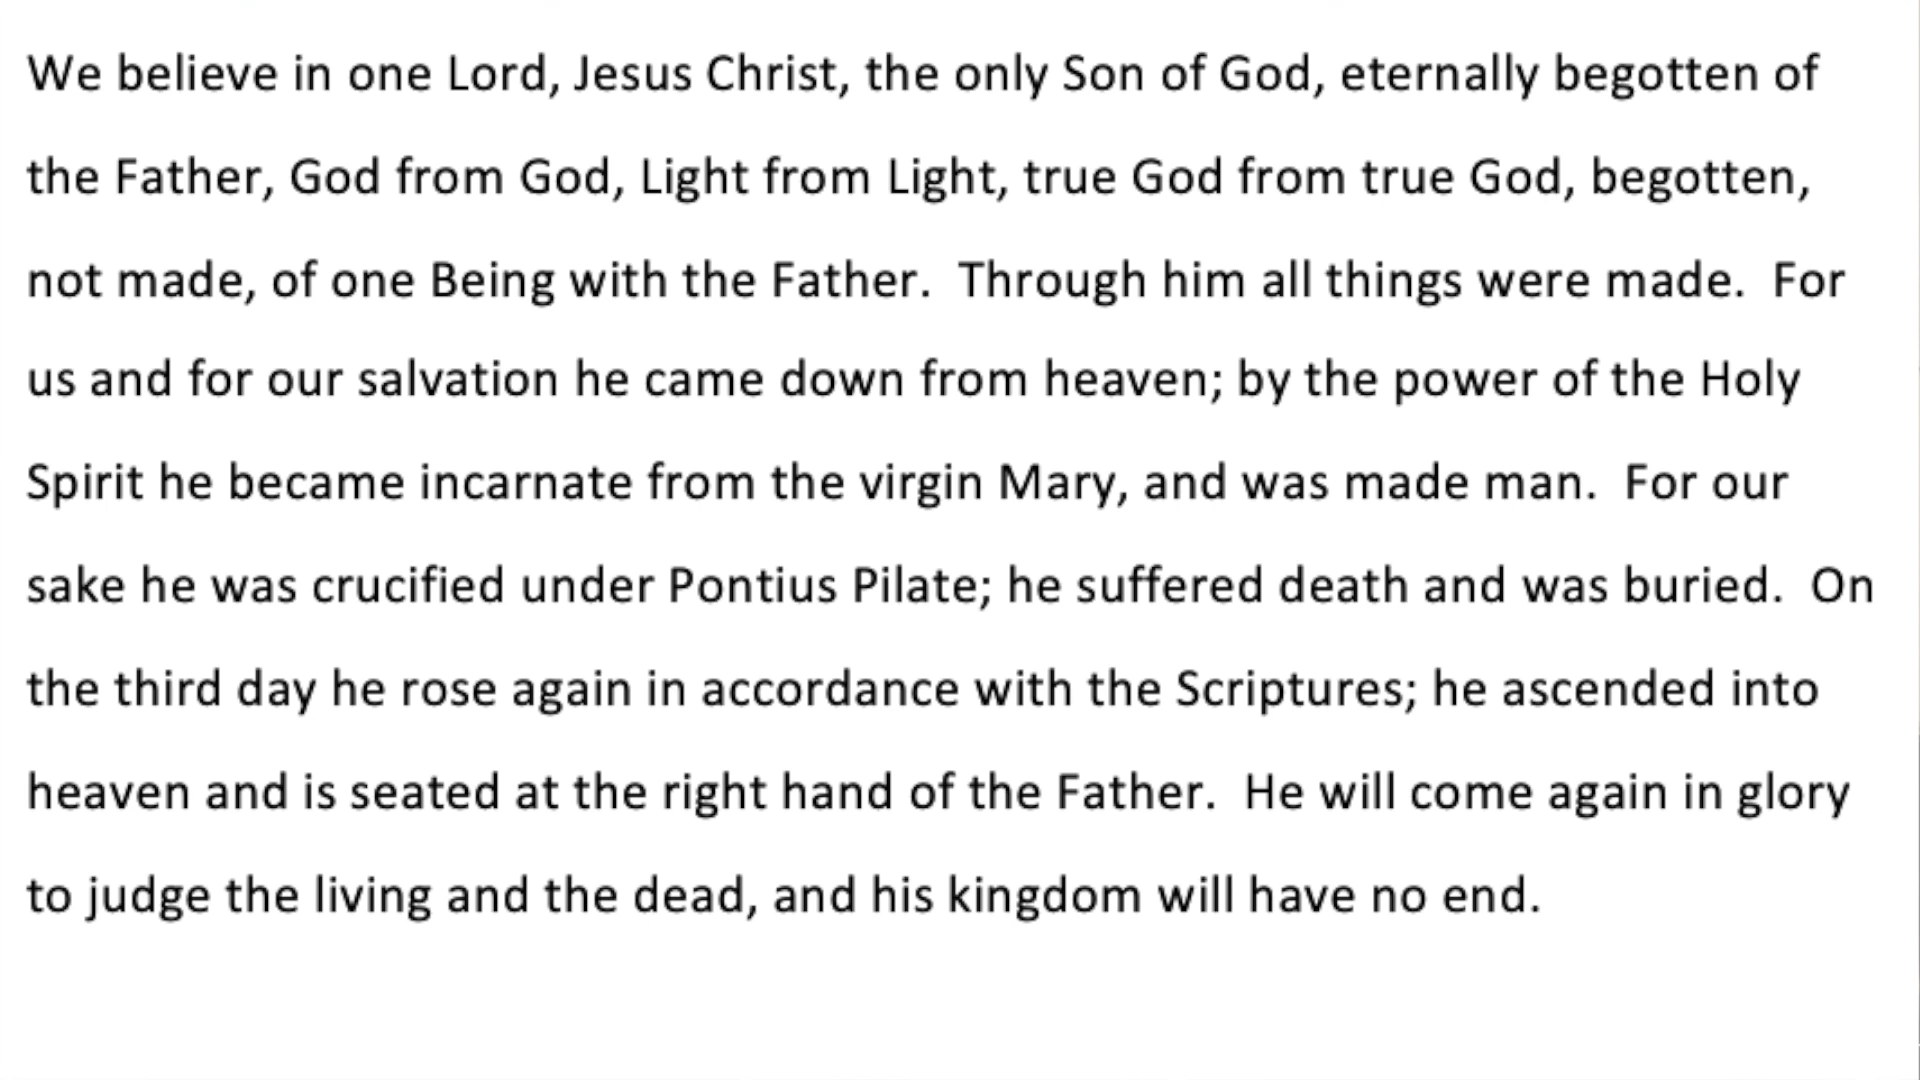 We believe in one Lord, Jesus Christ, the only Son of God, eternally begotten of
the Father, God from God, Light from Light, true God from true God, begotten,
not made, of one Being with the Father.  Through him all things were made.  For
us and for our salvation he came down from heaven; by the power of the Holy
Spirit he became incarnate from the virgin Mary, and was made man.  For our
sake he was crucified under Pontius Pilate; he suffered death and was buried.  On
the third day he rose again in accordance with the Scriptures; he ascended into
heaven and is seated at the right hand of the Father.  He will come again in glory
to judge the living and the dead, and his kingdom will have no end.